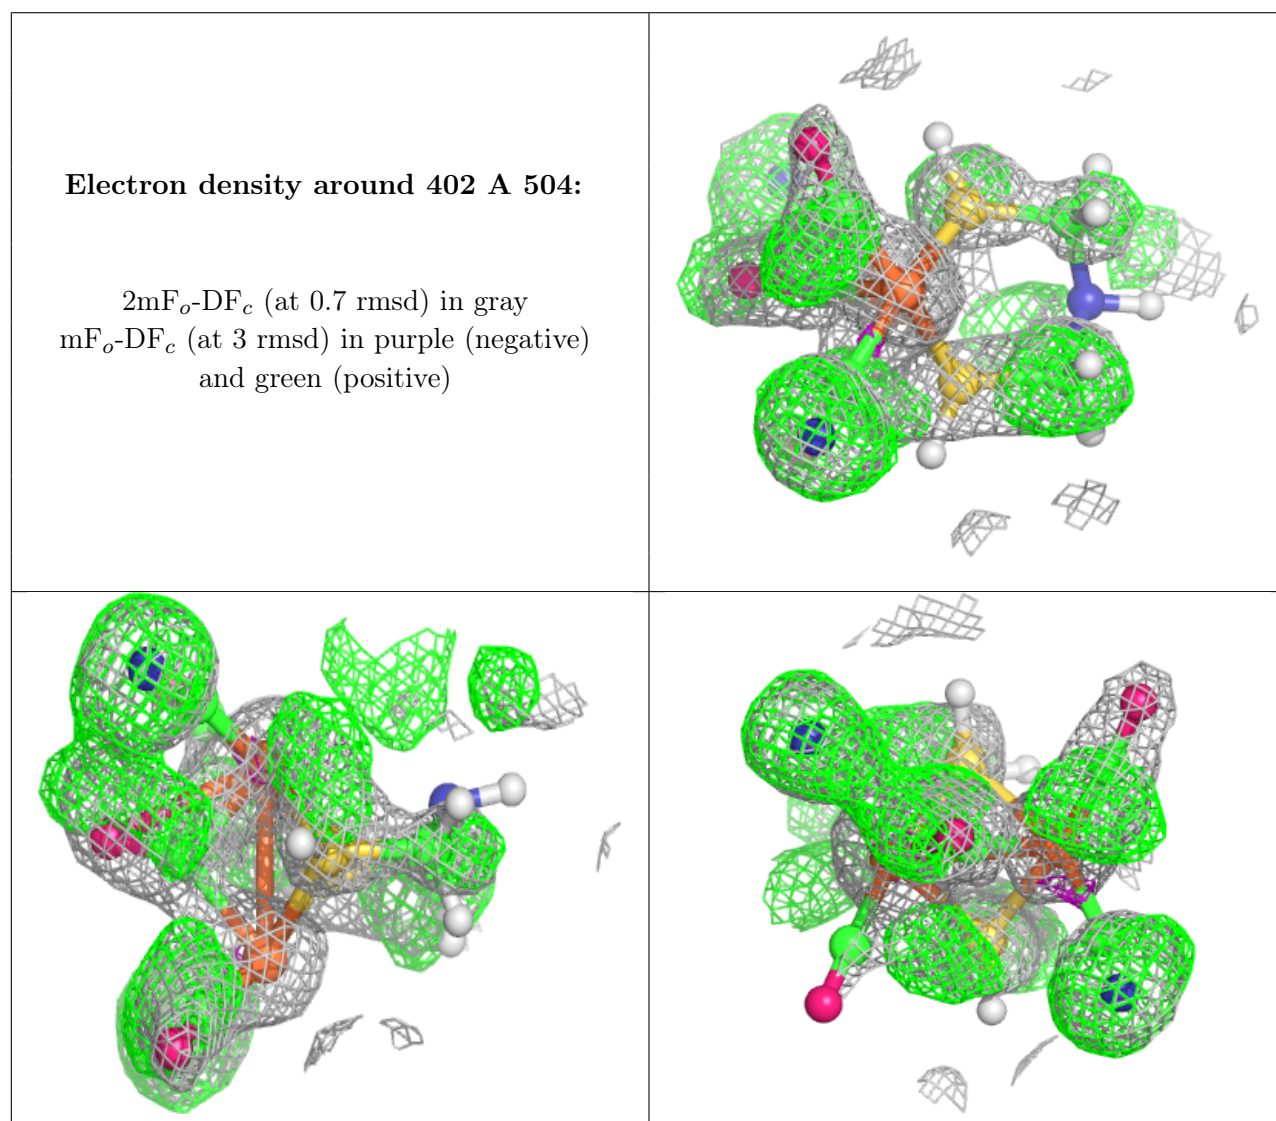 Electron density around 402 A 504:
2mFo-DFc (at 0.7 rmsd) in gray
mFo-DFc (at 3 rmsd) in purple (negative)
and green (positive)